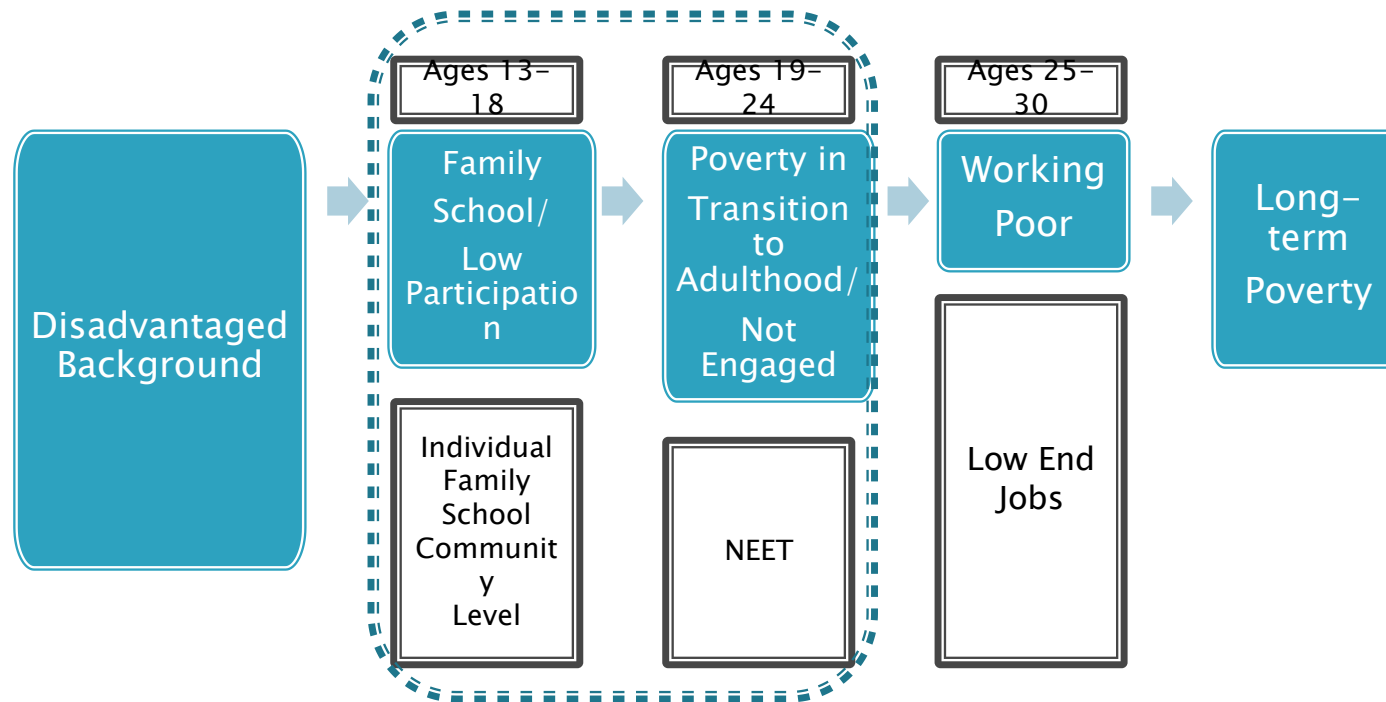 Disadvantaged
Background
Ages 13-
18
Family
School/
Low
Participatio
n
Individual
Family
School
Communit
y
Level
Ages 19-
24
Poverty in
Transition
to
Adulthood/
Not
Engaged
NEET
Ages 25-
30
Working
Poor
Low End
Jobs
Long-
term
Poverty